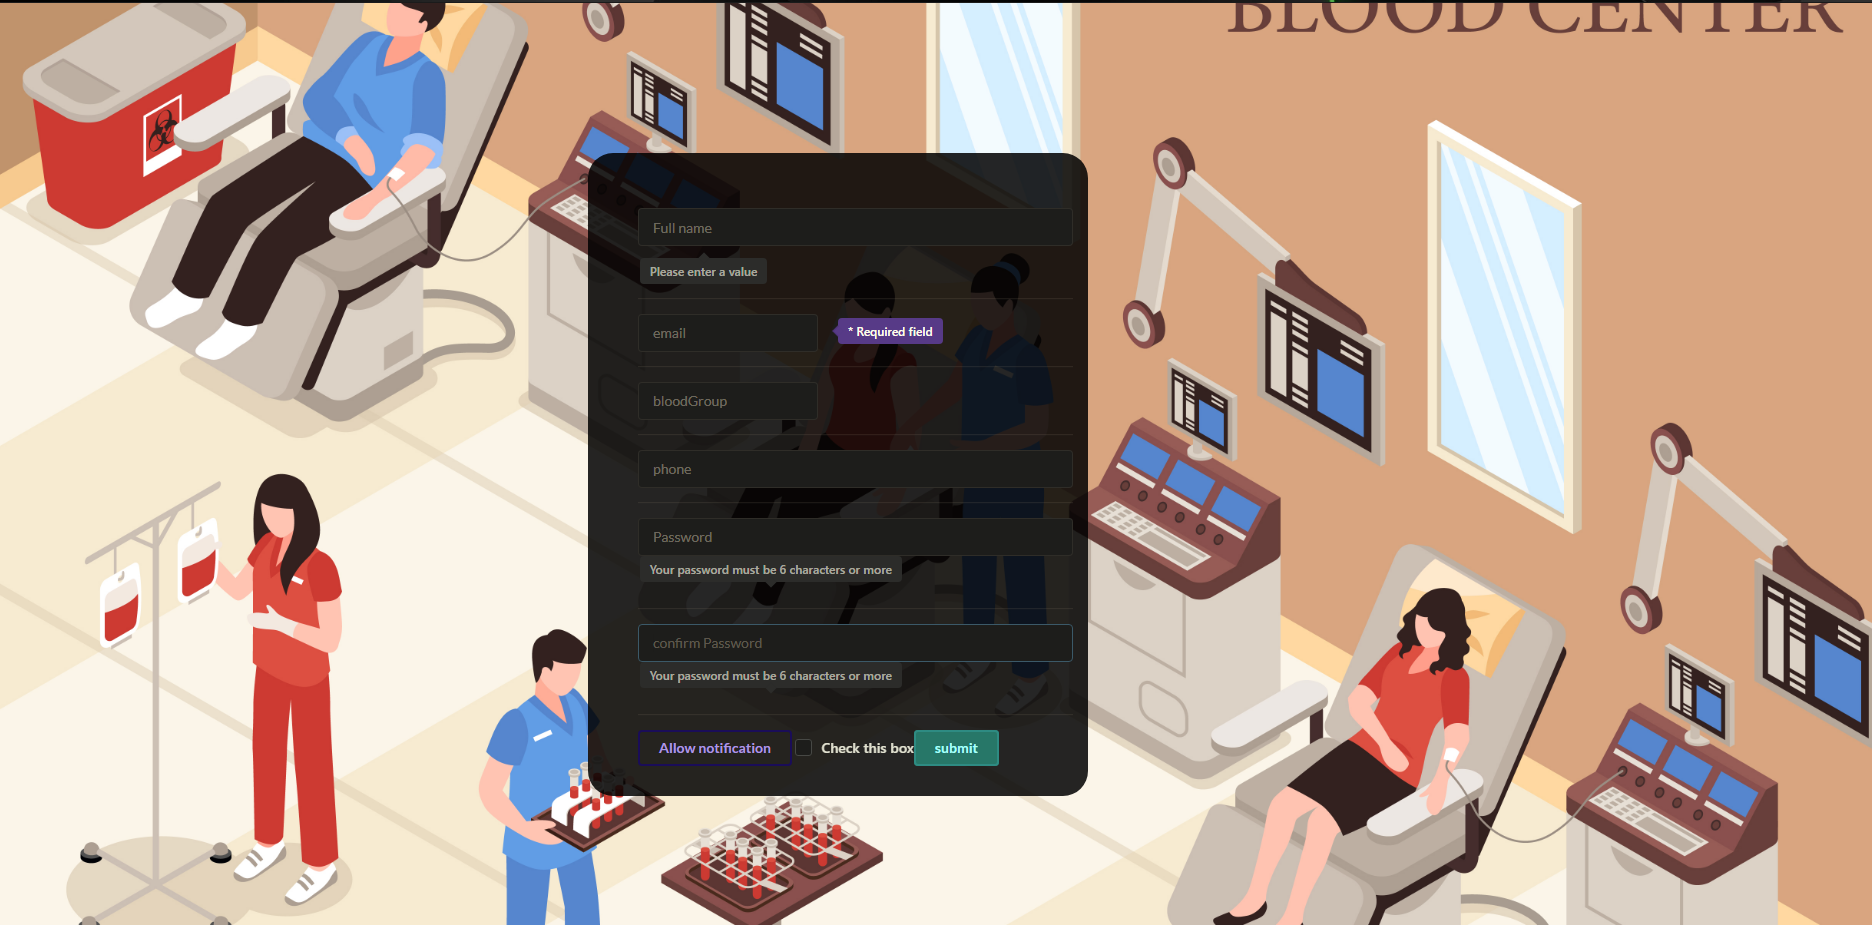 BLOOD CENTER
Full name
Please enter a value
email
* Required field
bloodGroup
phone
Password
Your password must be 6 characters or more
confirm Password
Your password must be 6 characters or more
Allow notification Check this box submit